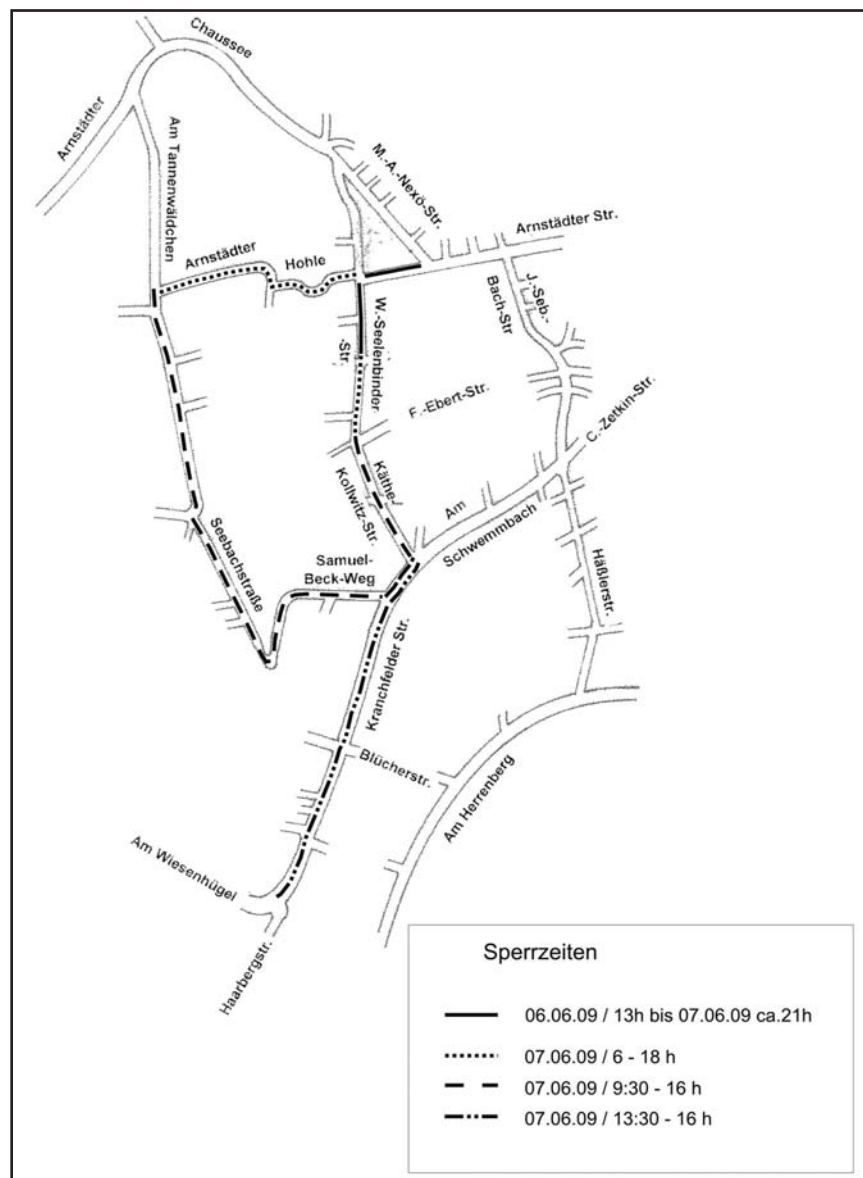 Chaussee
Arnstädter
Am Tannenwäldchen
M.-A.-Nexö-Str.
Arnstädter Str.
Arnstädter
Hohle
J.-Seb.-
Bach-Str
W.-Seelenbinder
-Str.
F.-Ebert-Str.
C.-Zetkin-Str.
Käthe-
Kollwitz-Str.
Am
Schwemmbach
Seebachstraße
Samuel-
Beck-Weg
Häßlerstr.
Kranchfelder Str.
Blücherstr.
Am Herrenberg
Am Wiesenhügel
Haarbergstr.
Sperrzeiten
06.06.09 / 13h bis 07.06.09 ca.21h
07.06.09 / 6 - 18 h
07.06.09 / 9:30 - 16 h
07.06.09 / 13:30 - 16 h